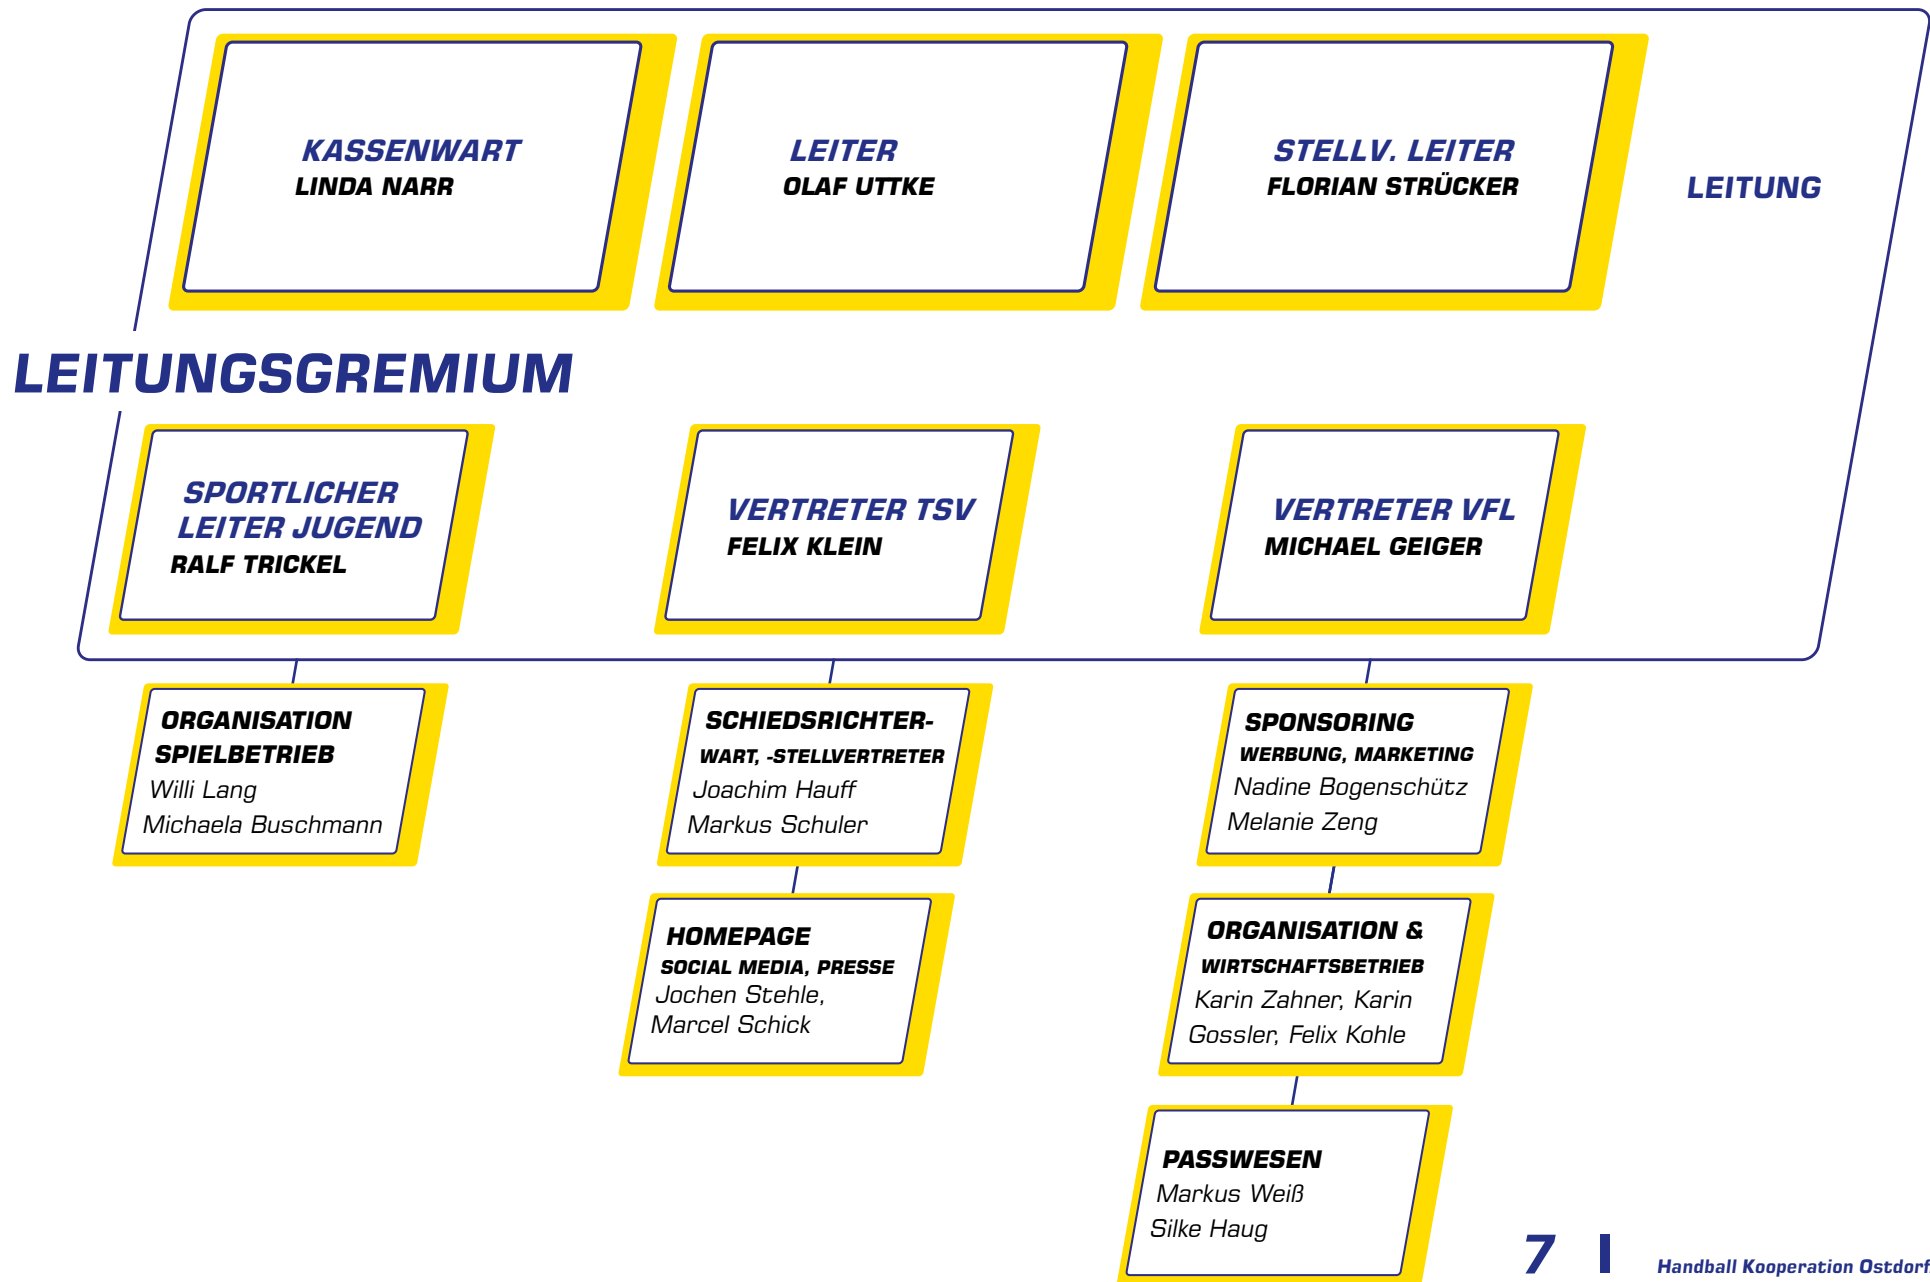 KASSENWART
LINDA NARR
LEITER
OLAF UTTKE
STELLV. LEITER
FLORIAN STRÜCKER
LEITUNG
LEITUNGSGREMIUM
SPORTLICHER
LEITER JUGEND
RALF TRICKEL
VERTRETER TSV
FELIX KLEIN
VERTRETER VFL
MICHAEL GEIGER
ORGANISATION
SPIELBETRIEB
Willi Lang
Michaela Buschmann
SCHIEDSRICHTER-
WART, -STELLVERTRETER
Joachim Hauff
Markus Schuler
SPONSORING
WERBUNG, MARKETING
Nadine Bogenschütz
Melanie Zeng
HOMEPAGE
SOCIAL MEDIA, PRESSE
Jochen Stehle,
Marcel Schick
ORGANISATION &
WIRTSCHAFTSBETRIEB
Karin Zahner, Karin
Gossler, Felix Kohle
PASSWESEN
Markus Weiß
Silke Haug
7
Handball Kooperation Ostdorf